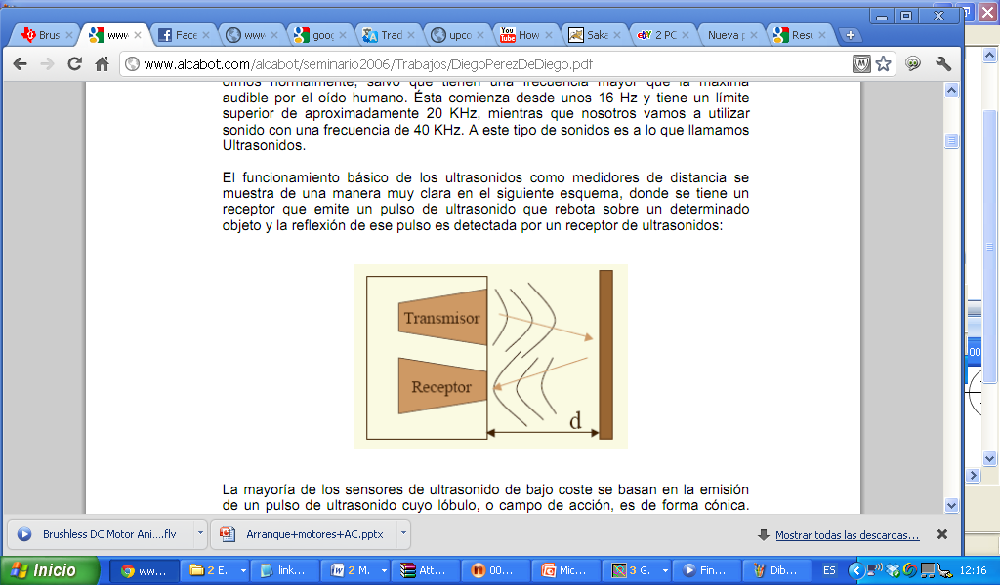 Brus
www
Face
www
goog
Trad
upco
How
Saka
2 PC
Nueva p
Resu
www.alcabot.com/alcabot/seminario2006/Trabajos/DiegoPerezDeDiego.pdf
oímos normalmente, salvo que tienen una frecuencia mayor que la máxima
audible por el oído humano. Ésta comienza desde unos 16 Hz y tiene un límite
superior de aproximadamente 20 KHz, mientras que nosotros vamos a utilizar
sonido con una frecuencia de 40 KHz. A este tipo de sonidos es a lo que llamamos
Ultrasonidos.
El funcionamiento básico de los ultrasonidos como medidores de distancia se
muestra de una manera muy clara en el siguiente esquema, donde se tiene un
receptor que emite un pulso de ultrasonido que rebota sobre un determinado
objeto y la reflexión de ese pulso es detectada por un receptor de ultrasonidos:
Transmisor
Receptor
d
La mayoría de los sensores de ultrasonido de bajo coste se basan en la emisión
de un pulso de ultrasonido cuyo lóbulo, o campo de acción, es de forma cónica.
Brushless DC Motor Ani....flv
Arranque+motores+AC.pptx
Mostrar todas las descargas...
Inicio
www...
2 E.
link...
2 M.
Att...
00...
Mic...
3 G.
Fin...
Dib...
ES
12:16